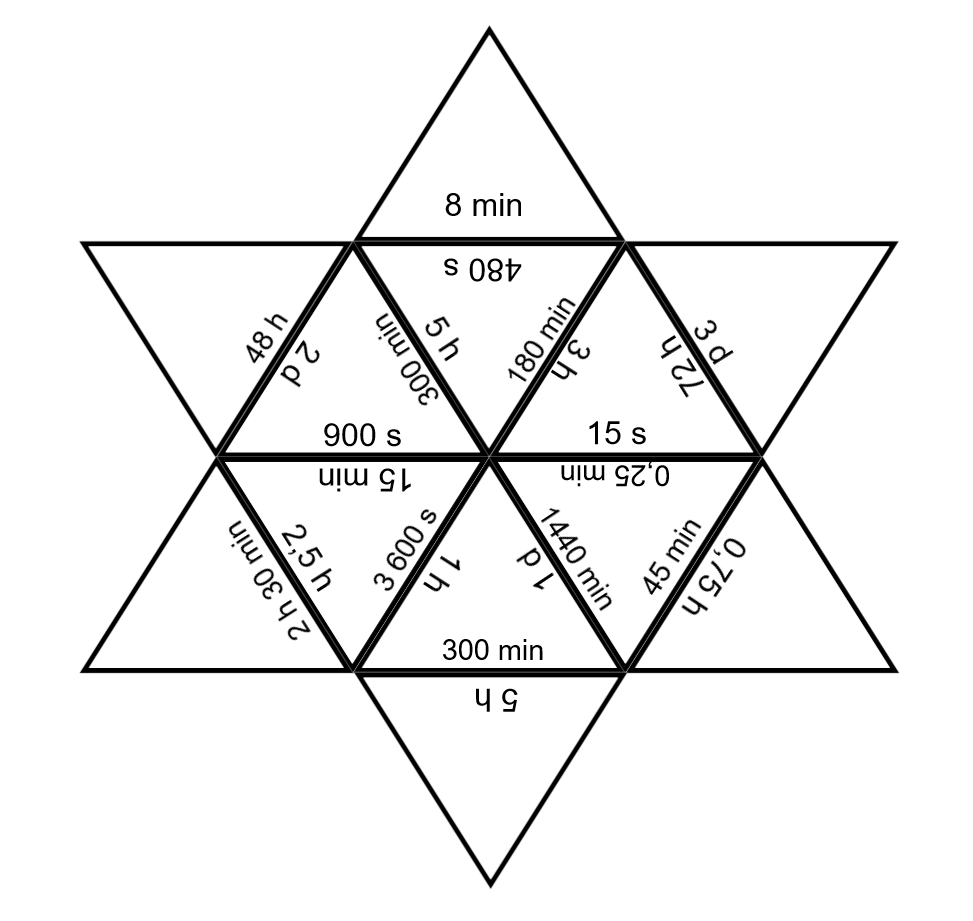 8 min
480 s
48 h
2 d
300 min
5 h
180 min
3 h
72 h
3 d
900 s
15 min
15 s
0,25 min
2 h 30 min
2,5 h
3 600 s
1 h
1 d
1440 min
45 min
0,75 h
300 min
5 h